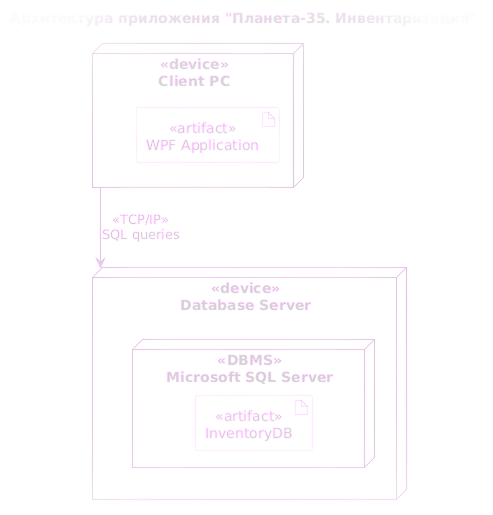 Архитектура приложения "Планета-35. Инвентаризация"
«device»
Client PC
«artifact»
WPF Application
«TCP/IP»
SQL queries
«device»
Database Server
«DBMS»
Microsoft SQL Server
«artifact»
InventoryDB